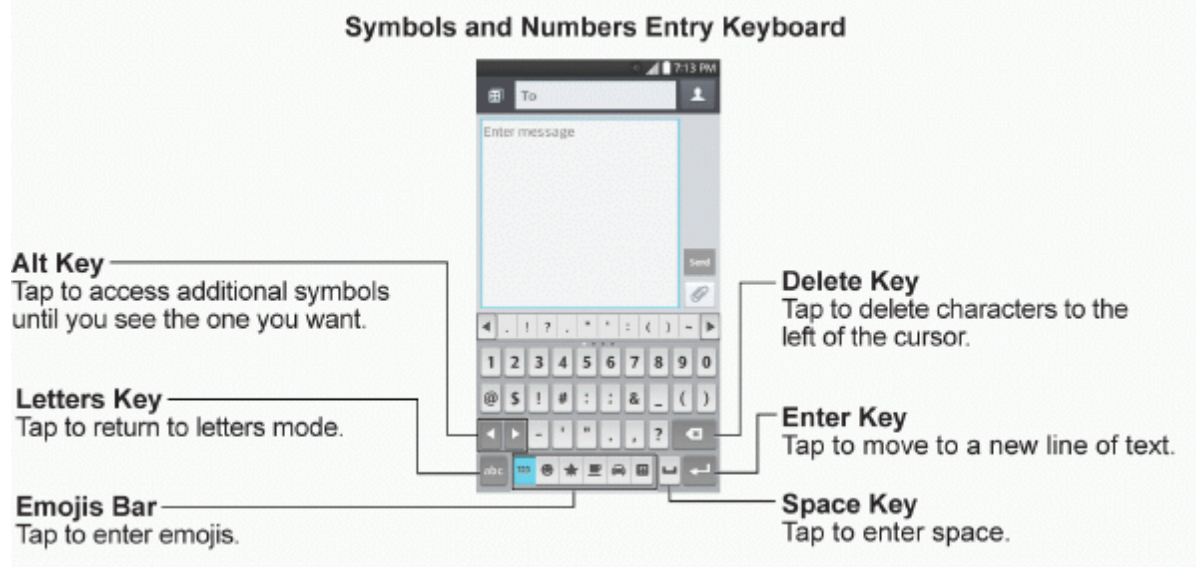 Symbols and Numbers Entry Keyboard
7:13 PM
To
Enter message
Send
Alt Key
Tap to access additional symbols
until you see the one you want.
Letters Key
Tap to return to letters mode.
Emojis Bar
Tap to enter emojis.
. ! ? . : ( ) ~
1 2 3 4 5 6 7 8 9 0
@ $ ! # : & _ ( )
- ' " . , ?
abc 123
Delete Key
Tap to delete characters to the
left of the cursor.
Enter Key
Tap to move to a new line of text.
Space Key
Tap to enter space.